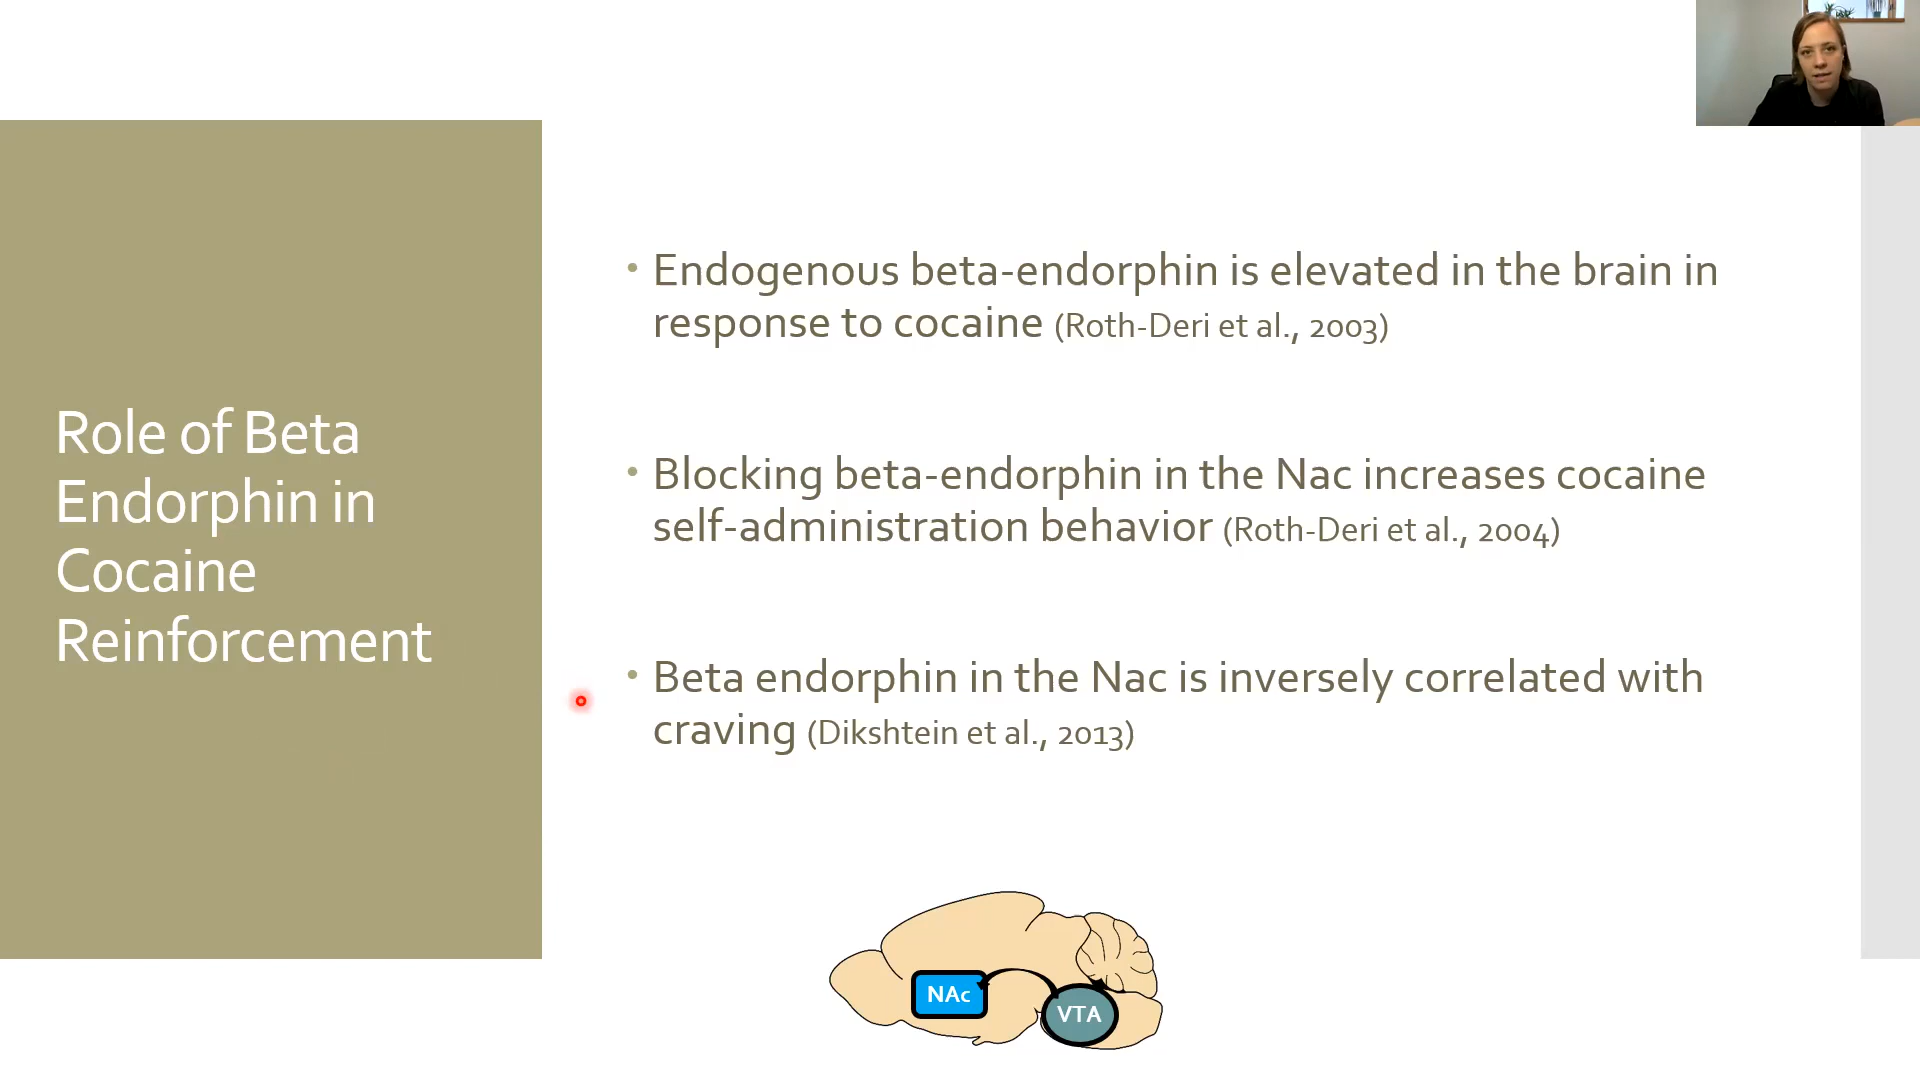 Role of Beta
Endorphin in
Cocaine
Reinforcement
• Endogenous beta-endorphin is elevated in the brain in
response to cocaine (Roth-Deri et al., 2003)
• Blocking beta-endorphin in the Nac increases cocaine
self-administration behavior (Roth-Deri et al., 2004)
• Beta endorphin in the Nac is inversely correlated with
craving (Dikshtein et al., 2013)
NAc
VTA